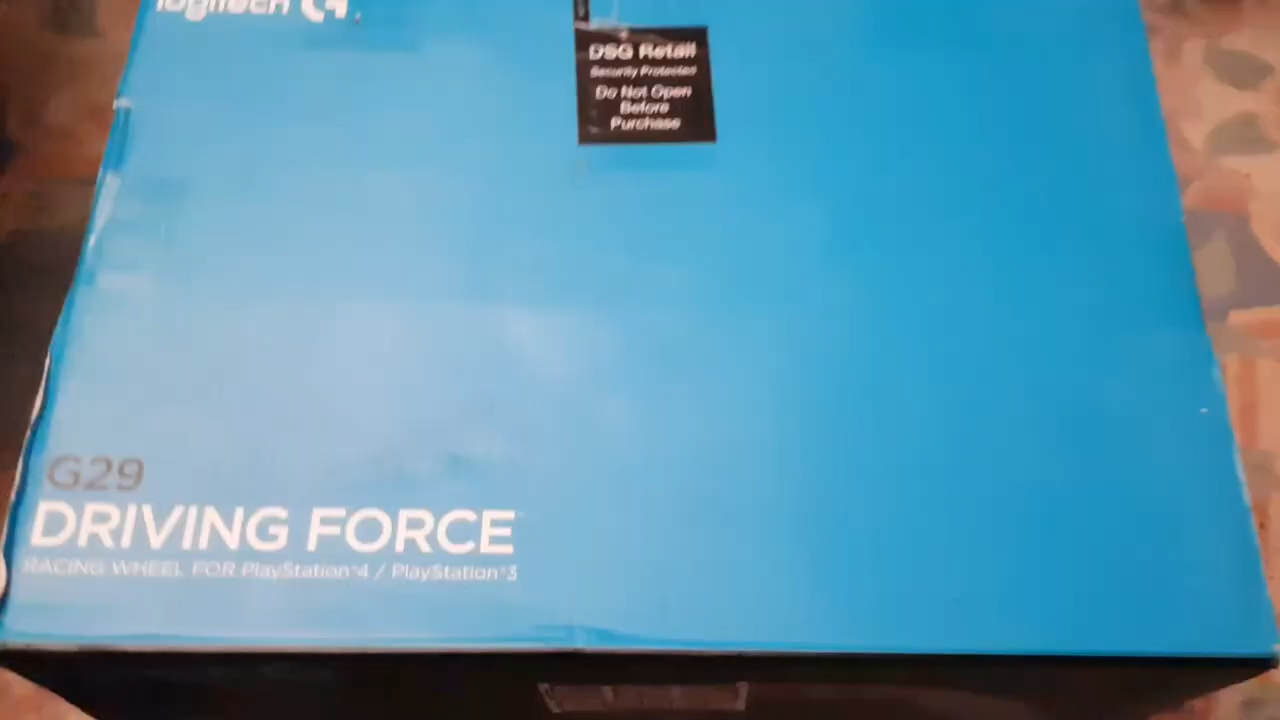 logitech G
DSG Retail
Security Protected
Do Not Open
Before
Purchase
G29
DRIVING FORCE
RACING WHEEL FOR PlayStation®4 / PlayStation®3